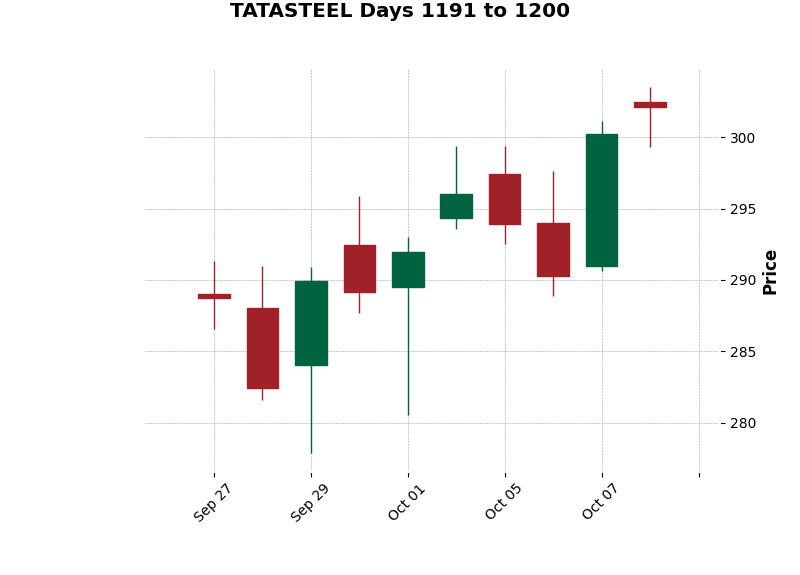 TATASTEEL Days 1191 to 1200
300
295
290
285
280
Price
Sep 27
Sep 29
Oct 01
Oct 05
Oct 07